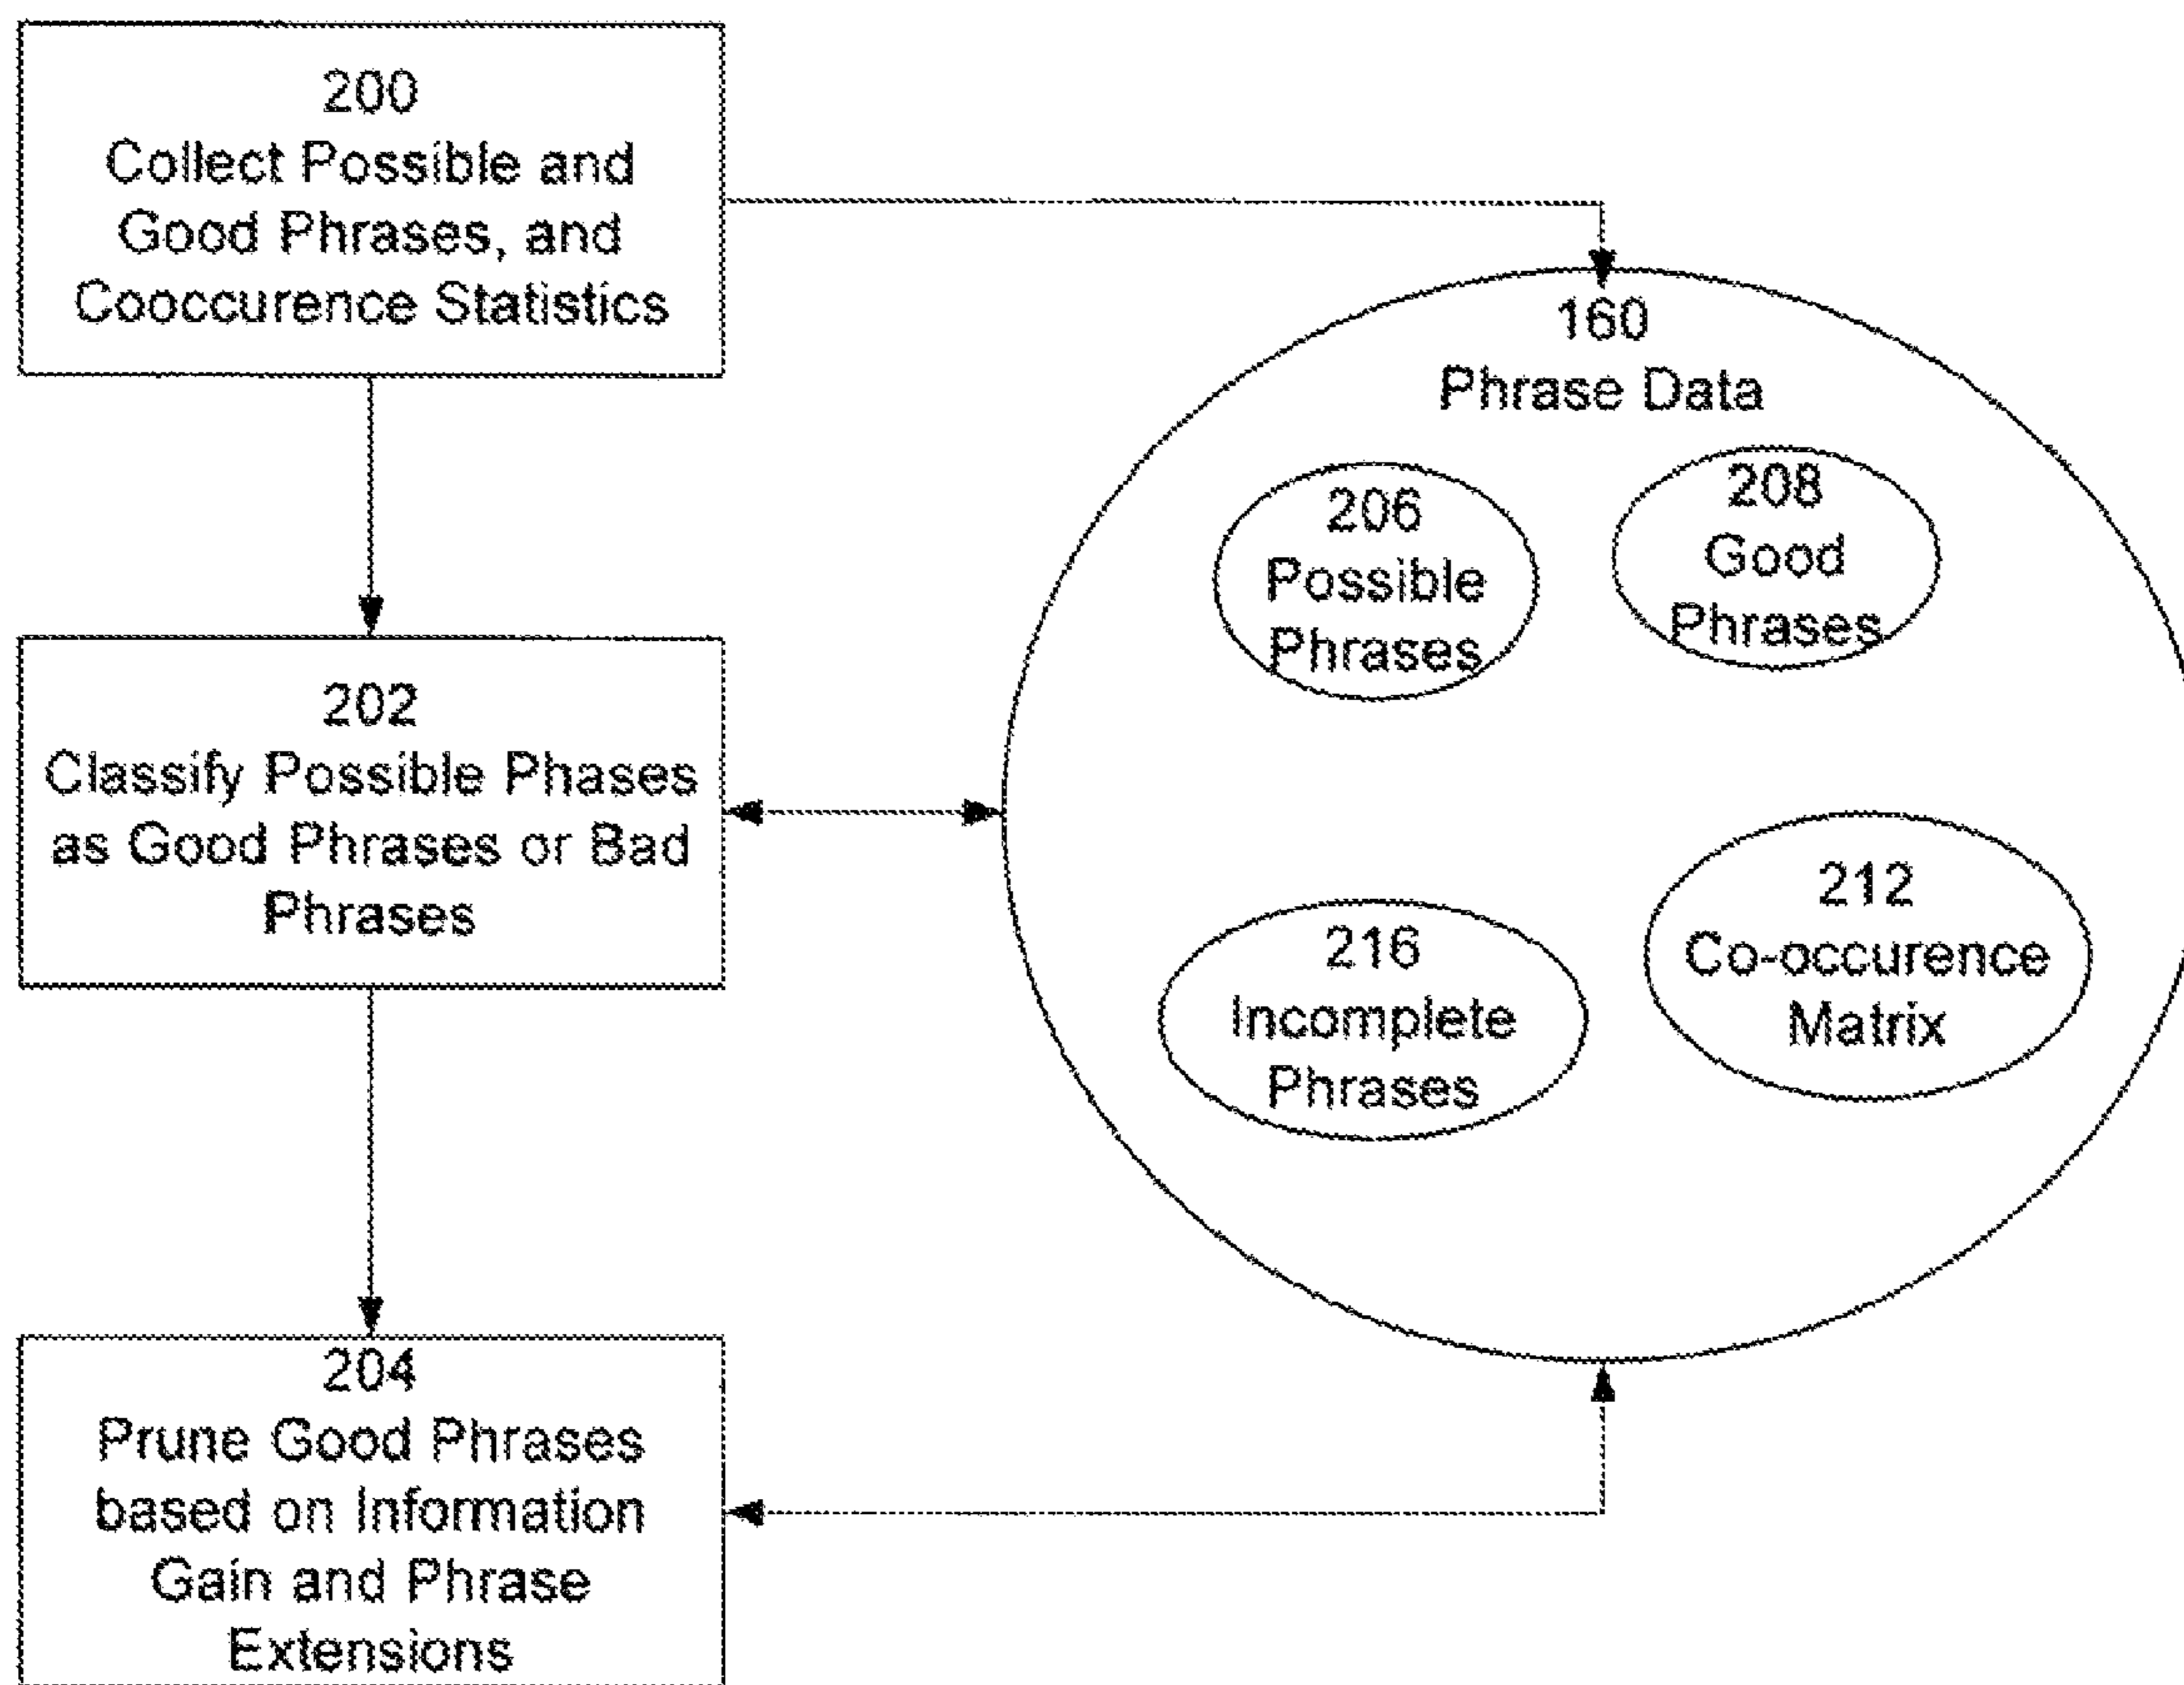 200
Collect Possible and
Good Phrases, and
Cooccurence Statistics
202
Classify Possible Phases
as Good Phrases or Bad
Phrases
204
Prune Good Phrases
based on Information
Gain and Phrase
Extensions
160
Phrase Data
206
Possible
Phrases
208
Good
Phrases
216
Incomplete
Phrases
212
Co-occurence
Matrix